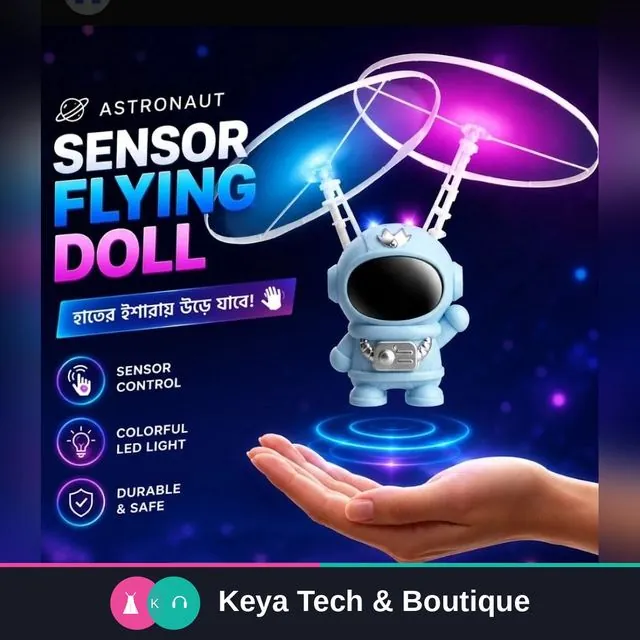 ASTRONAUT
SENSOR
FLYING
DOLL
হাতের ইশারায় উড়ে যাবে!
SENSOR
CONTROL
COLORFUL
LED LIGHT
DURABLE
& SAFE
K
Keya Tech & Boutique